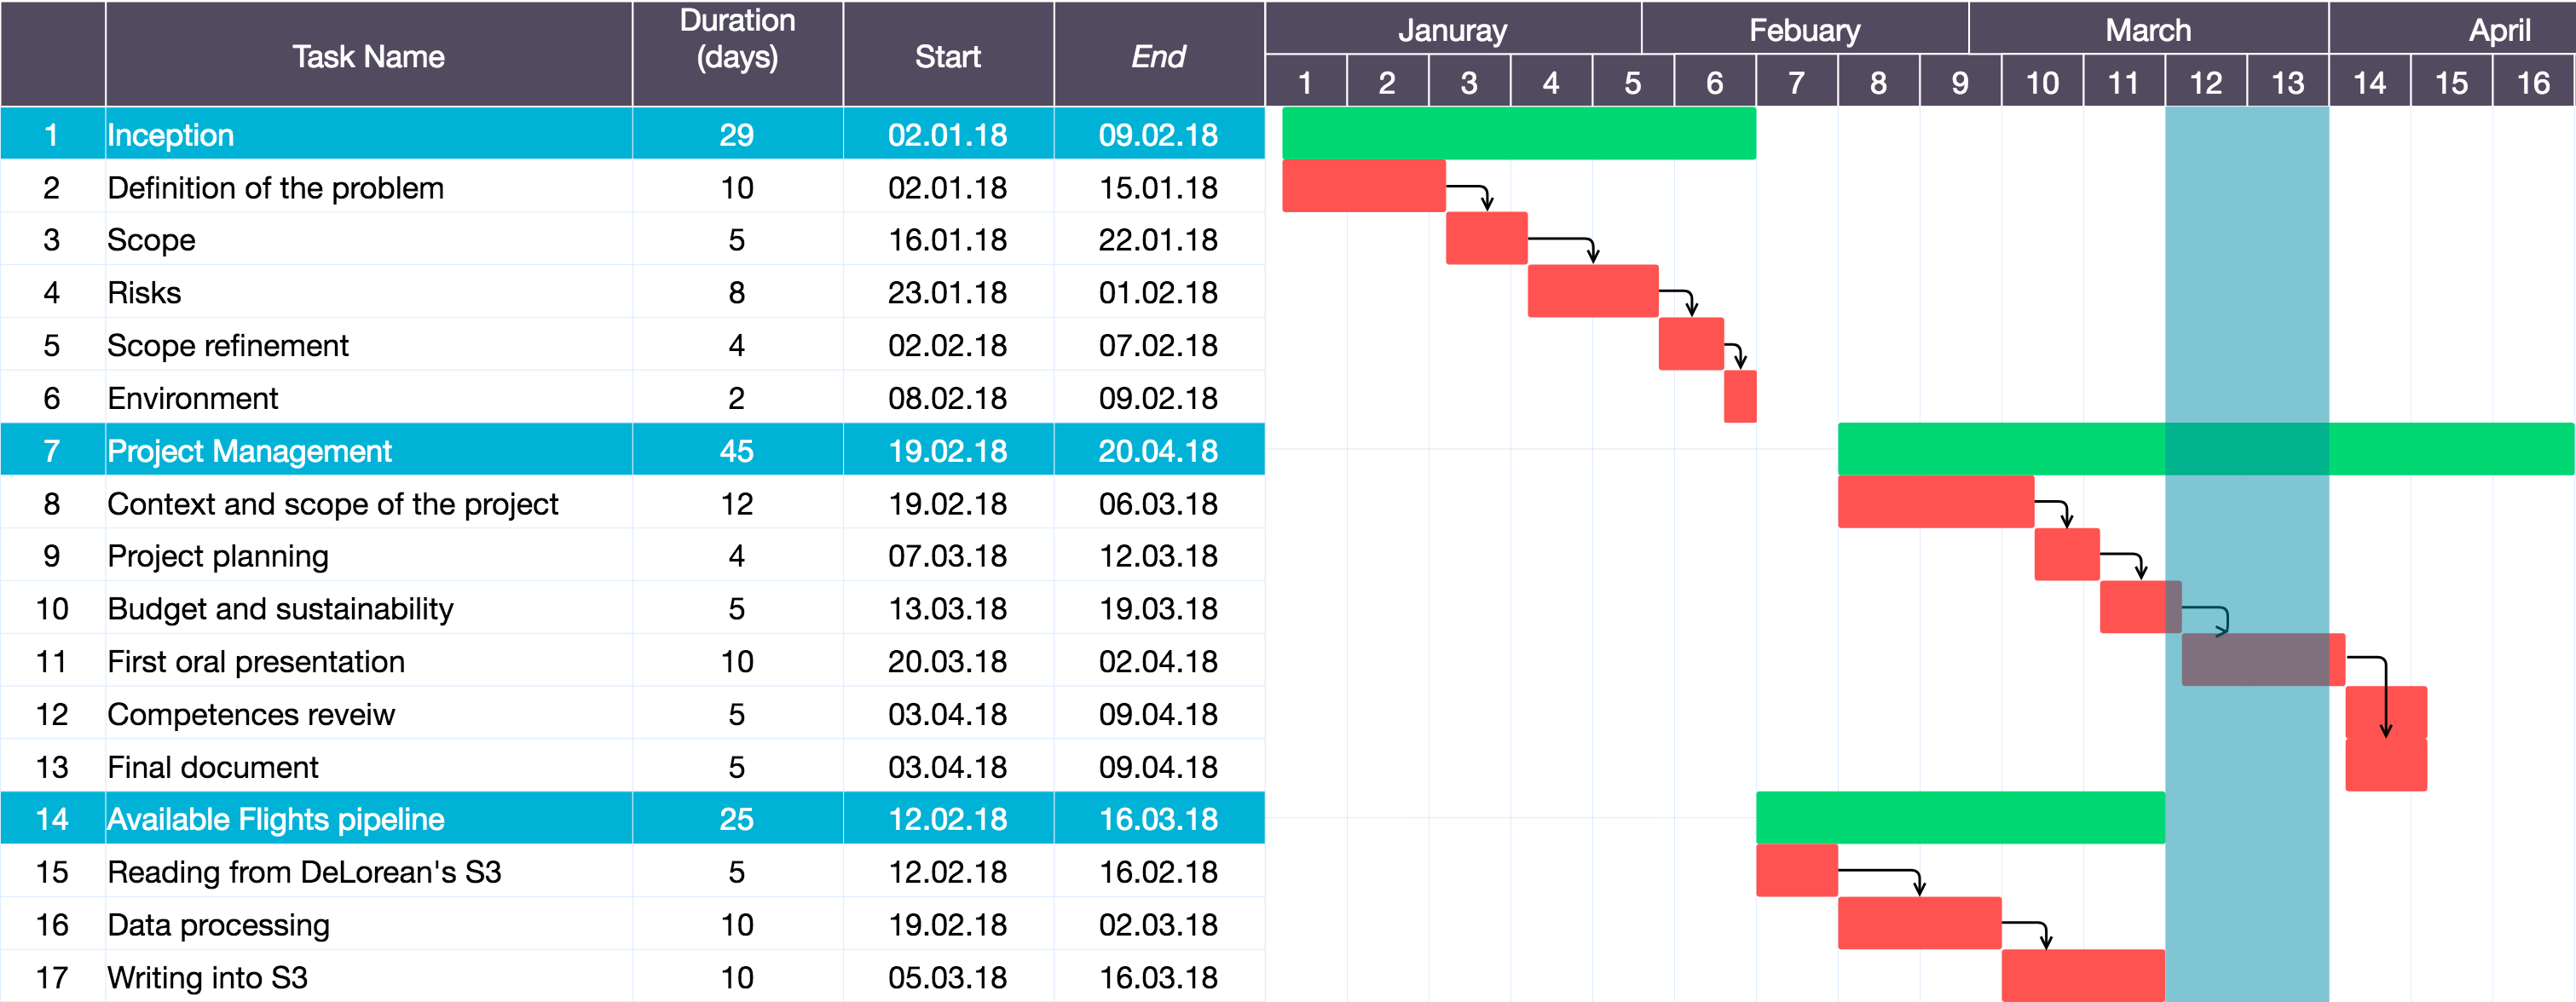 Task Name Duration (days) Start End Januray Febuary March April
1 2 3 4 5 6 7 8 9 10 11 12 13 14 15 16
1 Inception 29 02.01.18 09.02.18
2 Definition of the problem 10 02.01.18 15.01.18
3 Scope 5 16.01.18 22.01.18
4 Risks 8 23.01.18 01.02.18
5 Scope refinement 4 02.02.18 07.02.18
6 Environment 2 08.02.18 09.02.18
7 Project Management 45 19.02.18 20.04.18
8 Context and scope of the project 12 19.02.18 06.03.18
9 Project planning 4 07.03.18 12.03.18
10 Budget and sustainability 5 13.03.18 19.03.18
11 First oral presentation 10 20.03.18 02.04.18
12 Competences reveiw 5 03.04.18 09.04.18
13 Final document 5 03.04.18 09.04.18
14 Available Flights pipeline 25 12.02.18 16.03.18
15 Reading from DeLorean's S3 5 12.02.18 16.02.18
16 Data processing 10 19.02.18 02.03.18
17 Writing into S3 10 05.03.18 16.03.18